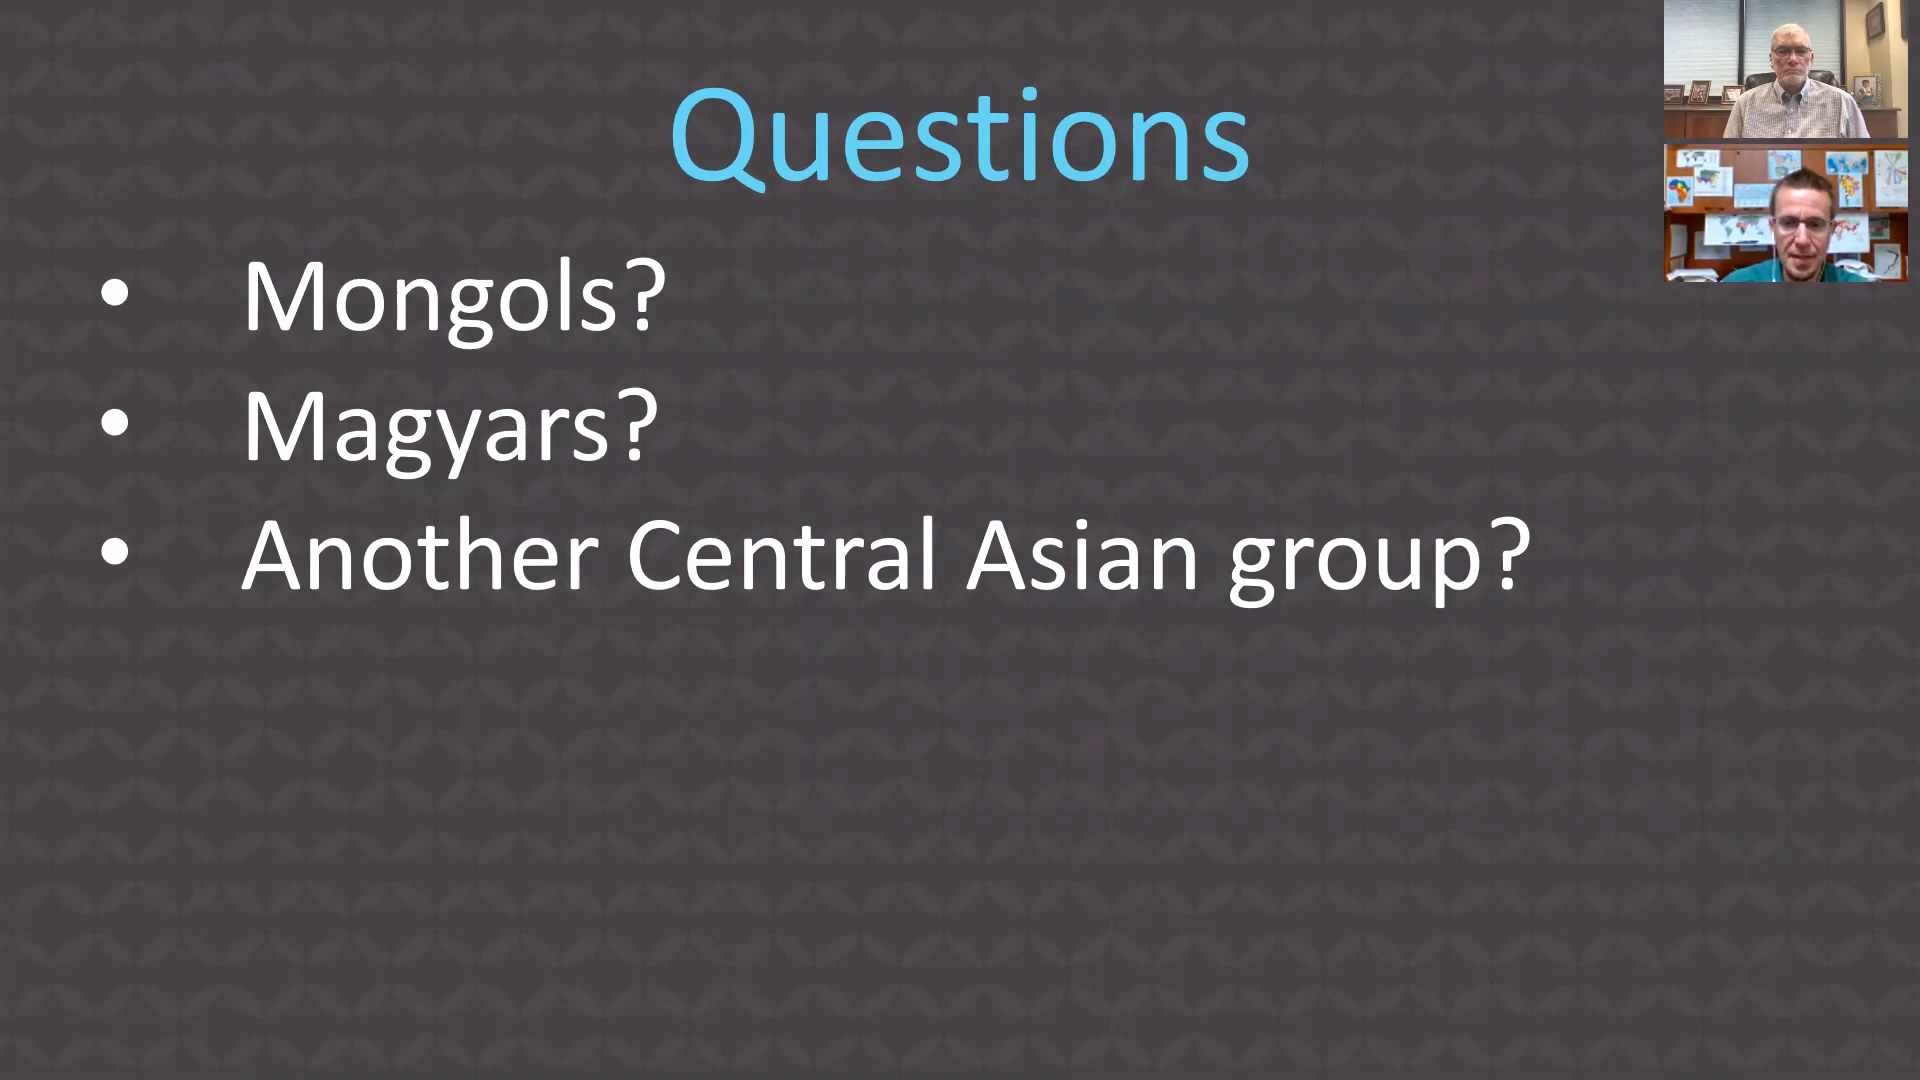 Questions
• Mongols?
• Magyars?
• Another Central Asian group?